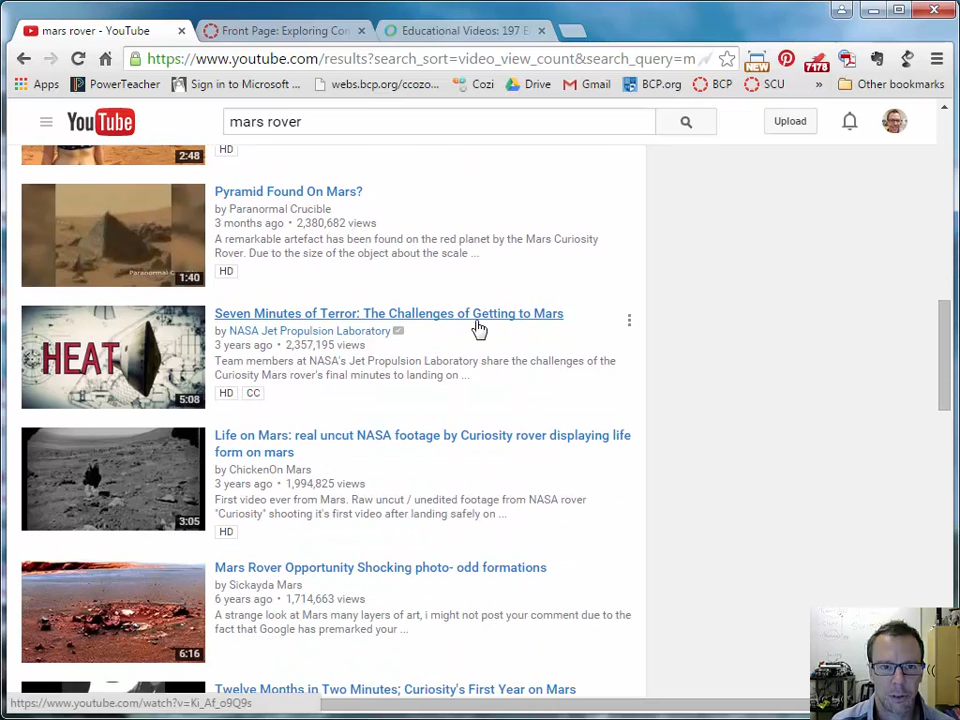 mars rover - YouTube
Front Page: Exploring Con
Educational Videos: 197 E
https://www.youtube.com/results?search_sort=video_view_count&search_query=m
NEW
7178
Apps
PowerTeacher
Sign in to Microsoft ...
webs.bcp.org/ccozo...
Cozi
Drive
Gmail
BCP.org
BCP
SCU
»
Other bookmarks
YouTube
mars rover
Upload
2:48
HD
Pyramid Found On Mars?
by Paranormal Crucible
3 months ago • 2,380,682 views
A remarkable artefact has been found on the red planet by the Mars Curiosity
Rover. Due to the size of the object about the scale ...
HD
Paranormal C
1:40
Seven Minutes of Terror: The Challenges of Getting to Mars
by NASA Jet Propulsion Laboratory
3 years ago • 2,357,195 views
Team members at NASA's Jet Propulsion Laboratory share the challenges of the
Curiosity Mars rover's final minutes to landing on ...
HD CC
HEAT
5:08
Life on Mars: real uncut NASA footage by Curiosity rover displaying life
form on mars
by ChickenOn Mars
3 years ago • 1,994,825 views
First video ever from Mars. Raw uncut / unedited footage from NASA rover
"Curiosity" shooting it's first video after landing safely on ...
HD
3:05
Mars Rover Opportunity Shocking photo- odd formations
by Sickayda Mars
6 years ago • 1,714,663 views
A strange look at Mars many layers of art, i might not post your comment due to the
fact that Google has premarked your ...
6:16
Twelve Months in Two Minutes; Curiosity's First Year on Mars
https://www.youtube.com/watch?v=Ki_Af_o9Q9s